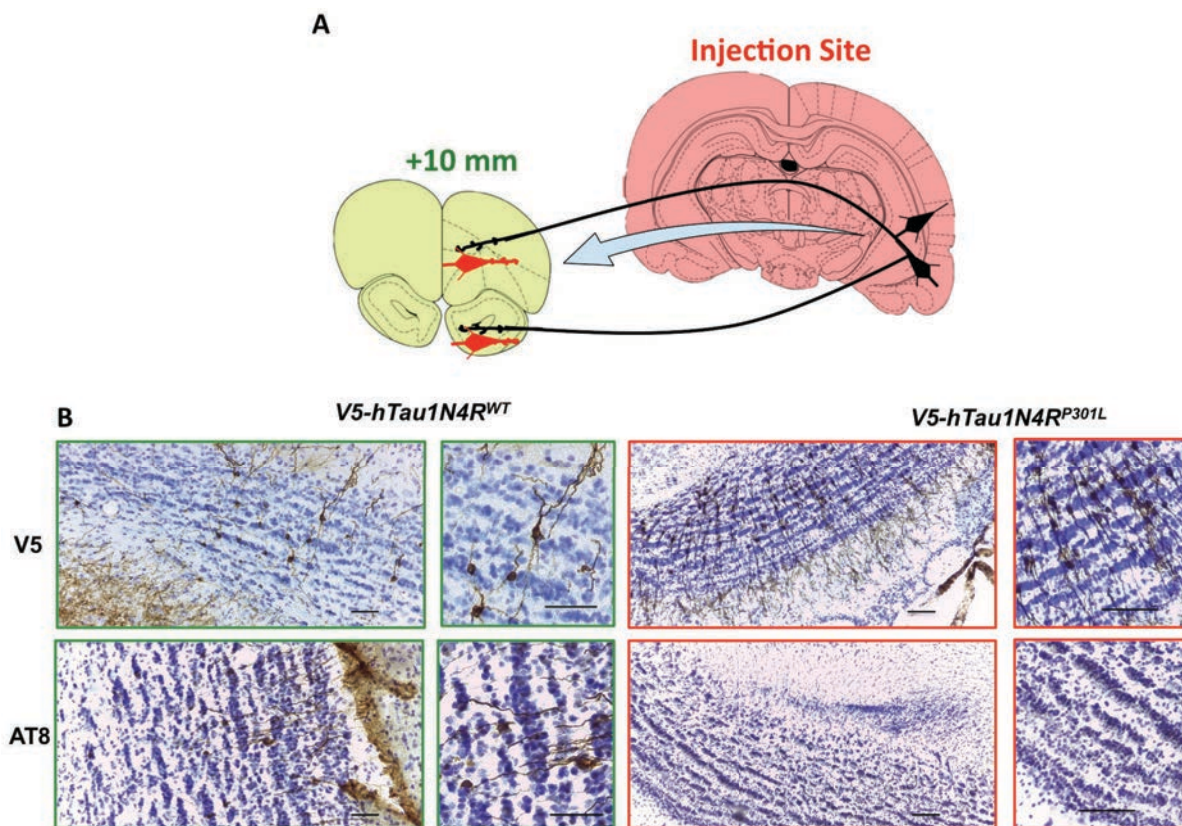 A
Injection Site
+10 mm
B
V5-hTau1N4R^WT
V5-hTau1N4R^P301L
V5
AT8